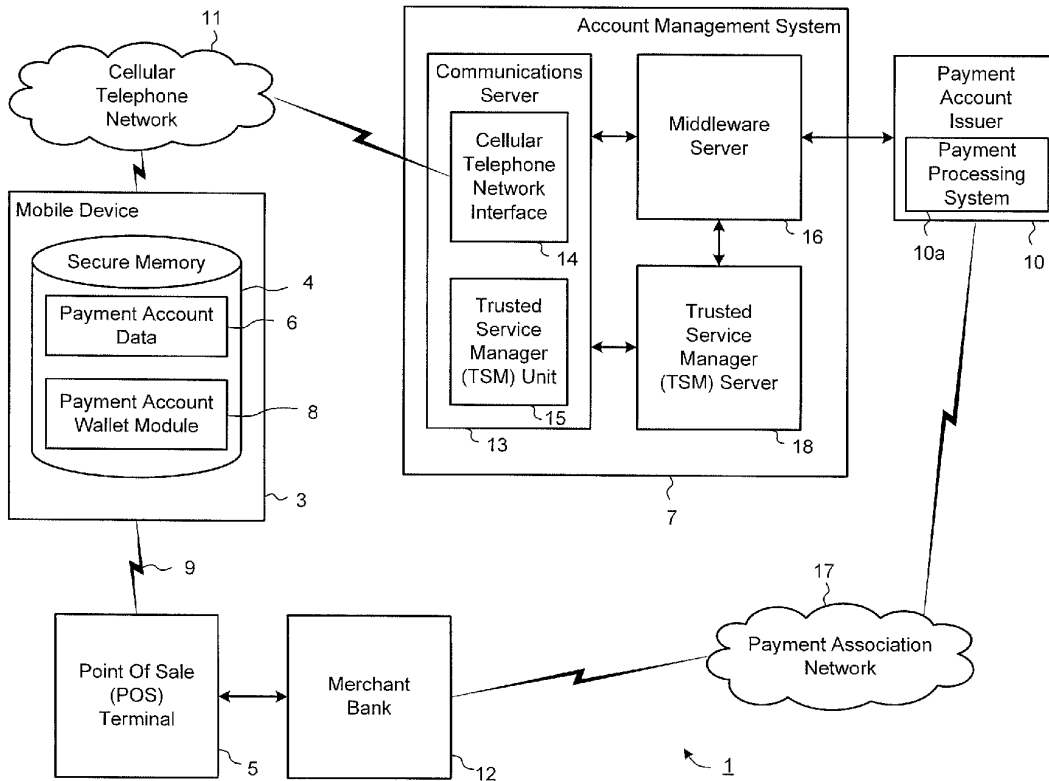 11
Cellular
Telephone
Network
Account Management System
Communications
Server
Cellular
Telephone
Network
Interface
14
Trusted
Service
Manager
(TSM) Unit
15
13
Middleware
Server
16
Trusted
Service
Manager
(TSM) Server
18
7
Payment
Account
Issuer
Payment
Processing
System
10a
10
Mobile Device
Secure Memory
4
Payment Account
Data
6
Payment Account
Wallet Module
8
3
9
Point Of Sale
(POS)
Terminal
5
Merchant
Bank
12
17
Payment Association
Network
1